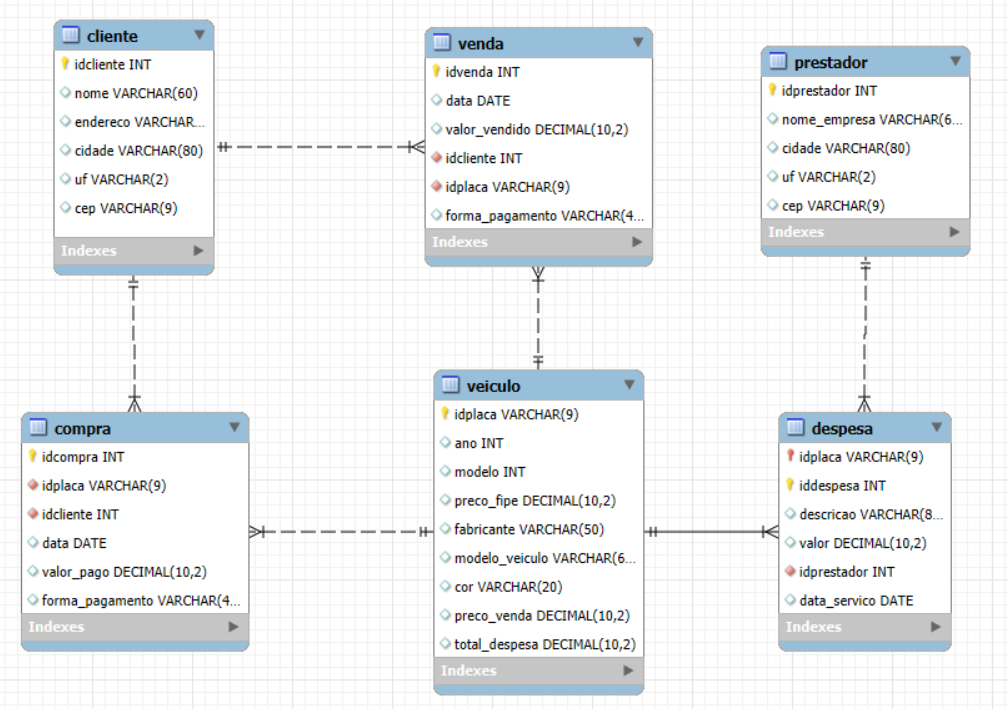 cliente
idcliente INT
nome VARCHAR(60)
endereco VARCHAR...
cidade VARCHAR(80)
uf VARCHAR(2)
cep VARCHAR(9)
Indexes
venda
idvenda INT
data DATE
valor_vendido DECIMAL(10,2)
idcliente INT
idplaca VARCHAR(9)
forma_pagamento VARCHAR(4...
Indexes
prestador
idprestador INT
nome_empresa VARCHAR(6...
cidade VARCHAR(80)
uf VARCHAR(2)
cep VARCHAR(9)
Indexes
compra
idcompra INT
idplaca VARCHAR(9)
idcliente INT
data DATE
valor_pago DECIMAL(10,2)
forma_pagamento VARCHAR(4...
Indexes
veiculo
idplaca VARCHAR(9)
ano INT
modelo INT
preco_fipe DECIMAL(10,2)
fabricante VARCHAR(50)
modelo_veiculo VARCHAR(6...
cor VARCHAR(20)
preco_venda DECIMAL(10,2)
total_despesa DECIMAL(10,2)
Indexes
despesa
idplaca VARCHAR(9)
iddespesa INT
descricao VARCHAR(8...
valor DECIMAL(10,2)
idprestador INT
data_servico DATE
Indexes